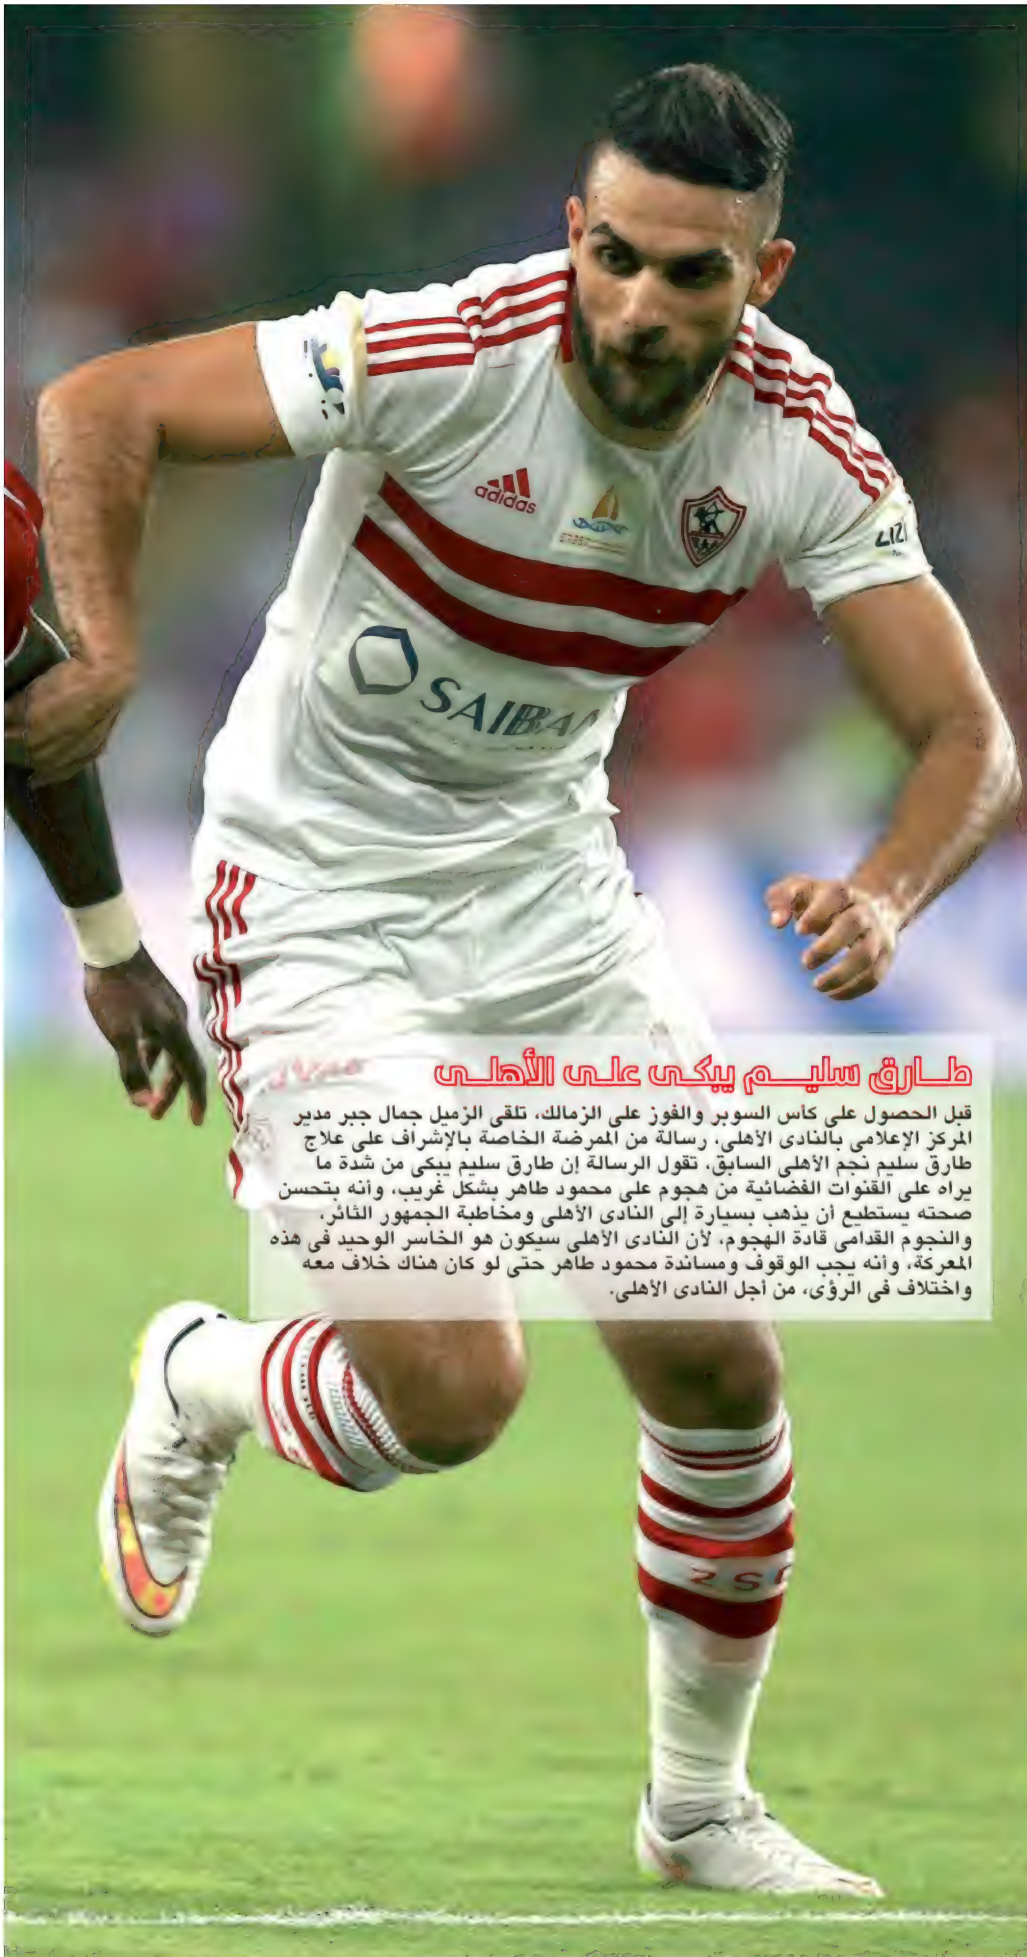 adidas
SAIB BA
طارق سليم يبكى على الأهلى
قبل الحصول على كأس السوبر والفوز على الزمالك، تلقى الزميل جمال جبر مدير
المركز الإعلامى بالنادى الأهلى، رسالة من الممرضة الخاصة بالإشراف على علاج
طارق سليم نجم الأهلى السابق، تقول الرسالة إن طارق سليم يبكى من شدة ما
يراه على القنوات الفضائية من هجوم على محمود طاهر بشكل غريب، وأنه بتحسن
صحته يستطيع أن يذهب بسيارة إلى النادى الأهلى ومخاطبة الجمهور الثائر،
والنجوم القدامى قادة الهجوم، لأن النادى الأهلى سيكون هو الخاسر الوحيد فى هذه
المعركة، وأنه يجب الوقوف ومساندة محمود طاهر حتى لو كان هناك خلاف معه
واختلاف فى الرؤى، من أجل النادى الأهلى.
ZSC